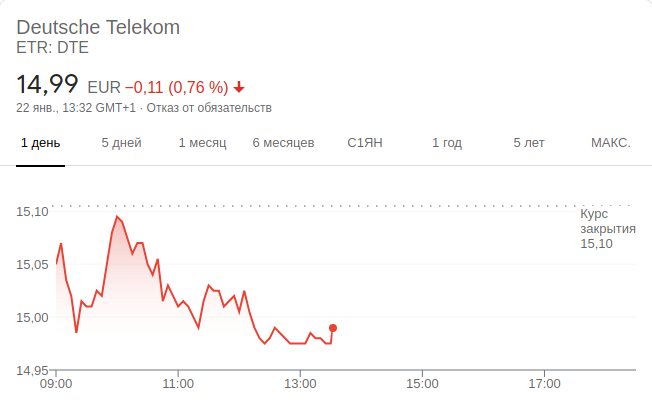 Deutsche Telekom
ETR: DTE
14,99 EUR −0,11 (0,76 %)
22 янв., 13:32 GMT+1 · Отказ от обязательств
1 день 5 дней 1 месяц 6 месяцев С1ЯН 1 год 5 лет МАКС.
15,10
Курс
закрытия
15,10
15,05
15,00
14,95
09:00 11:00 13:00 15:00 17:00